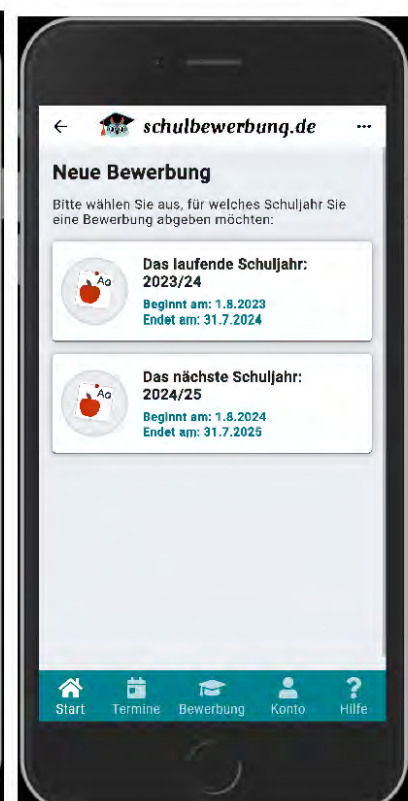 schulbewerbung.de
Neue Bewerbung
Bitte wählen Sie aus, für welches Schuljahr Sie
eine Bewerbung abgeben möchten:
Aa
Das laufende Schuljahr:
2023/24
Beginnt am: 1.8.2023
Endet am: 31.7.2024
Aa
Das nächste Schuljahr:
2024/25
Beginnt am: 1.8.2024
Endet am: 31.7.2025
Start Termine Bewerbung Konto Hilfe